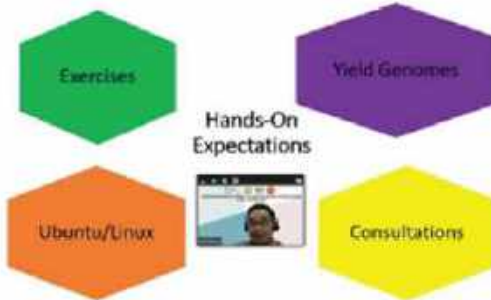 Exercises
Yield Genomes
Hands-On
Expectations
Ubuntu/Linux
Consultations